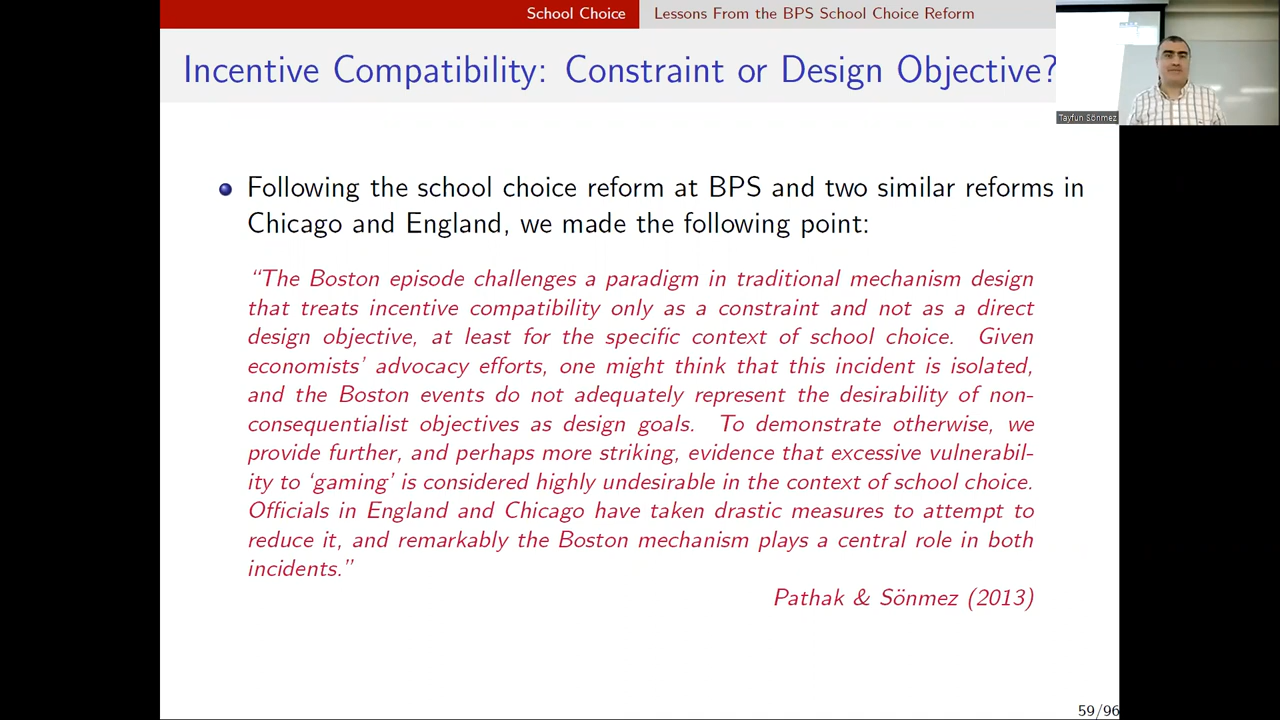 School Choice Lessons From the BPS School Choice Reform
Incentive Compatibility: Constraint or Design Objective?
Tayfun Sönmez
Following the school choice reform at BPS and two similar reforms in
Chicago and England, we made the following point:
“The Boston episode challenges a paradigm in traditional mechanism design
that treats incentive compatibility only as a constraint and not as a direct
design objective, at least for the specific context of school choice. Given
economists’ advocacy efforts, one might think that this incident is isolated,
and the Boston events do not adequately represent the desirability of non-
consequentialist objectives as design goals. To demonstrate otherwise, we
provide further, and perhaps more striking, evidence that excessive vulnerabil-
ity to ‘gaming’ is considered highly undesirable in the context of school choice.
Officials in England and Chicago have taken drastic measures to attempt to
reduce it, and remarkably the Boston mechanism plays a central role in both
incidents.”
Pathak & Sönmez (2013)
59/96